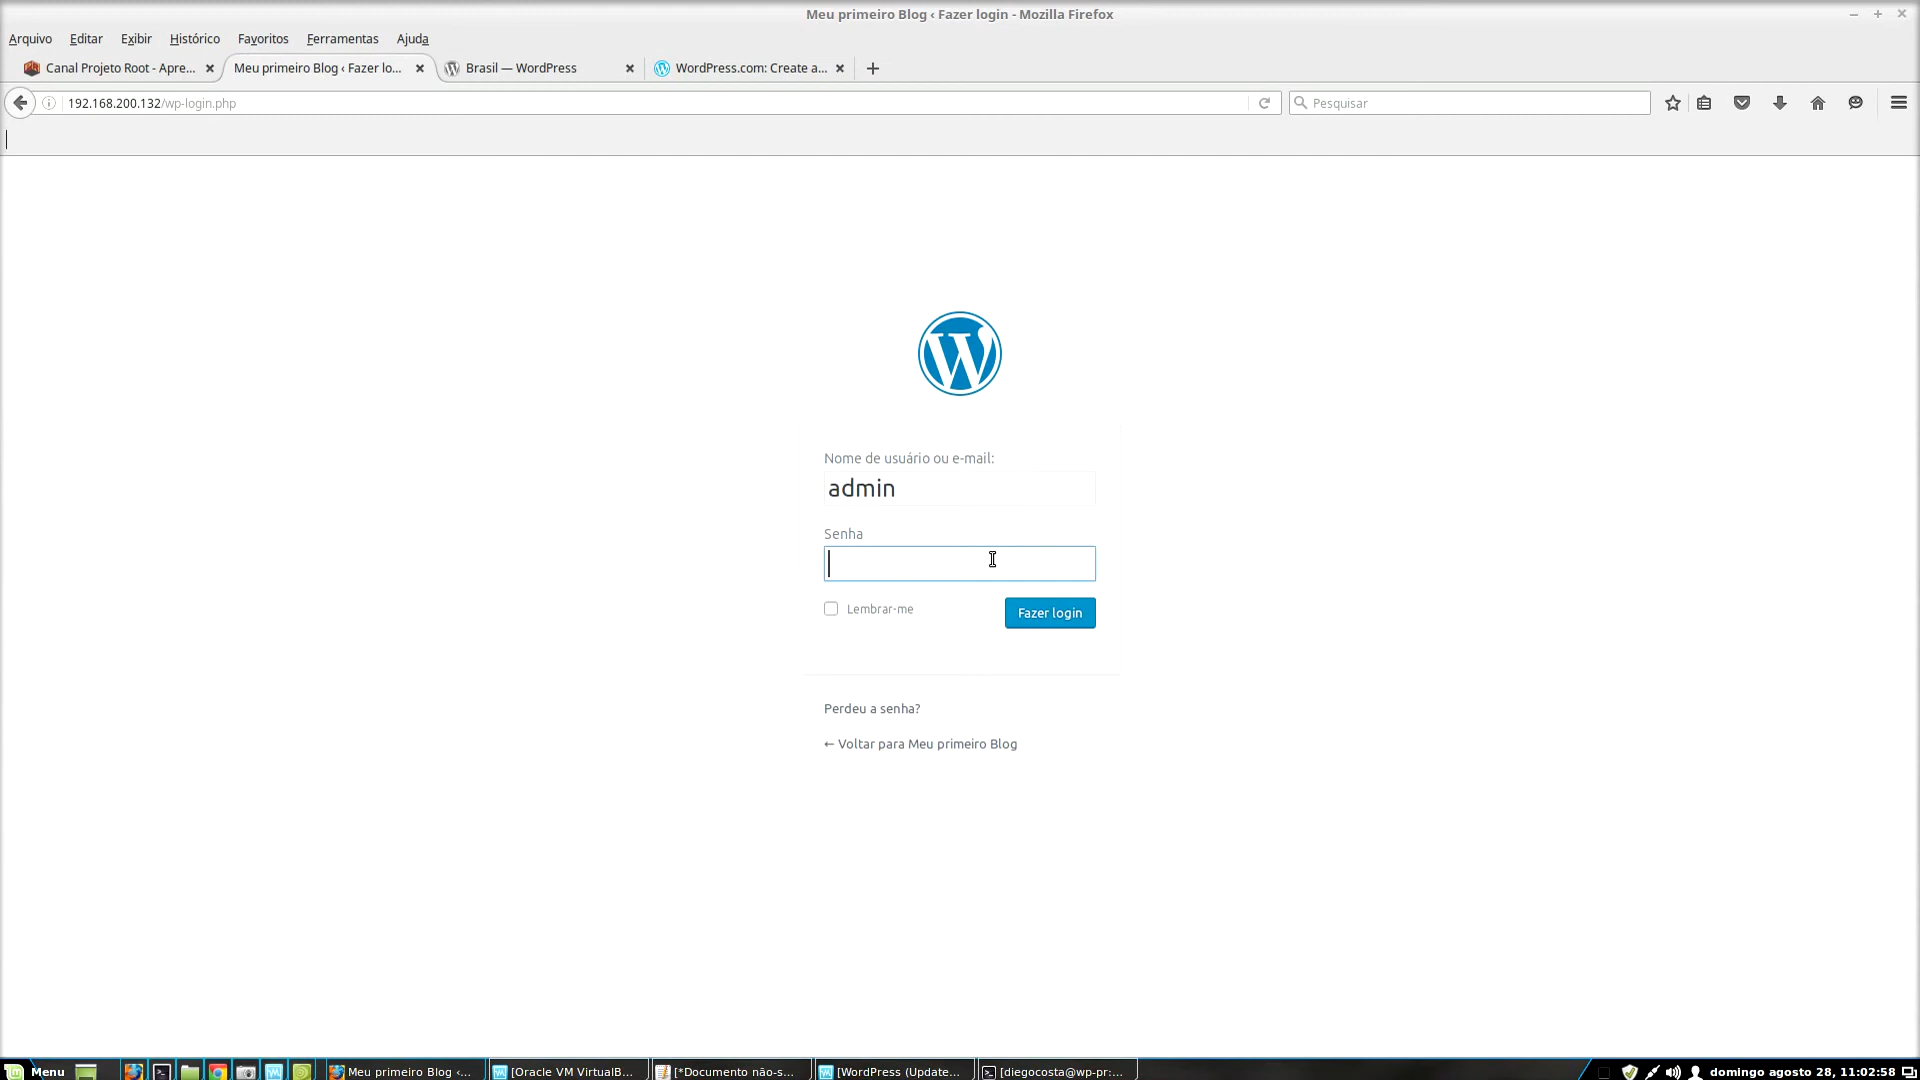 Meu primeiro Blog ‹ Fazer login - Mozilla Firefox
Arquivo Editar Exibir Histórico Favoritos Ferramentas Ajuda
Canal Projeto Root - Apre... Meu primeiro Blog ‹ Fazer lo... Brasil — WordPress WordPress.com: Create a...
192.168.200.132/wp-login.php Pesquisar
Nome de usuário ou e-mail:
admin
Senha
Lembrar-me Fazer login
Perdeu a senha?
← Voltar para Meu primeiro Blog
Menu Meu primeiro Blog ‹... [Oracle VM VirtualB... [*Documento não-s... [WordPress (Update... [diegocosta@wp-pr:... domingo agosto 28, 11:02:58